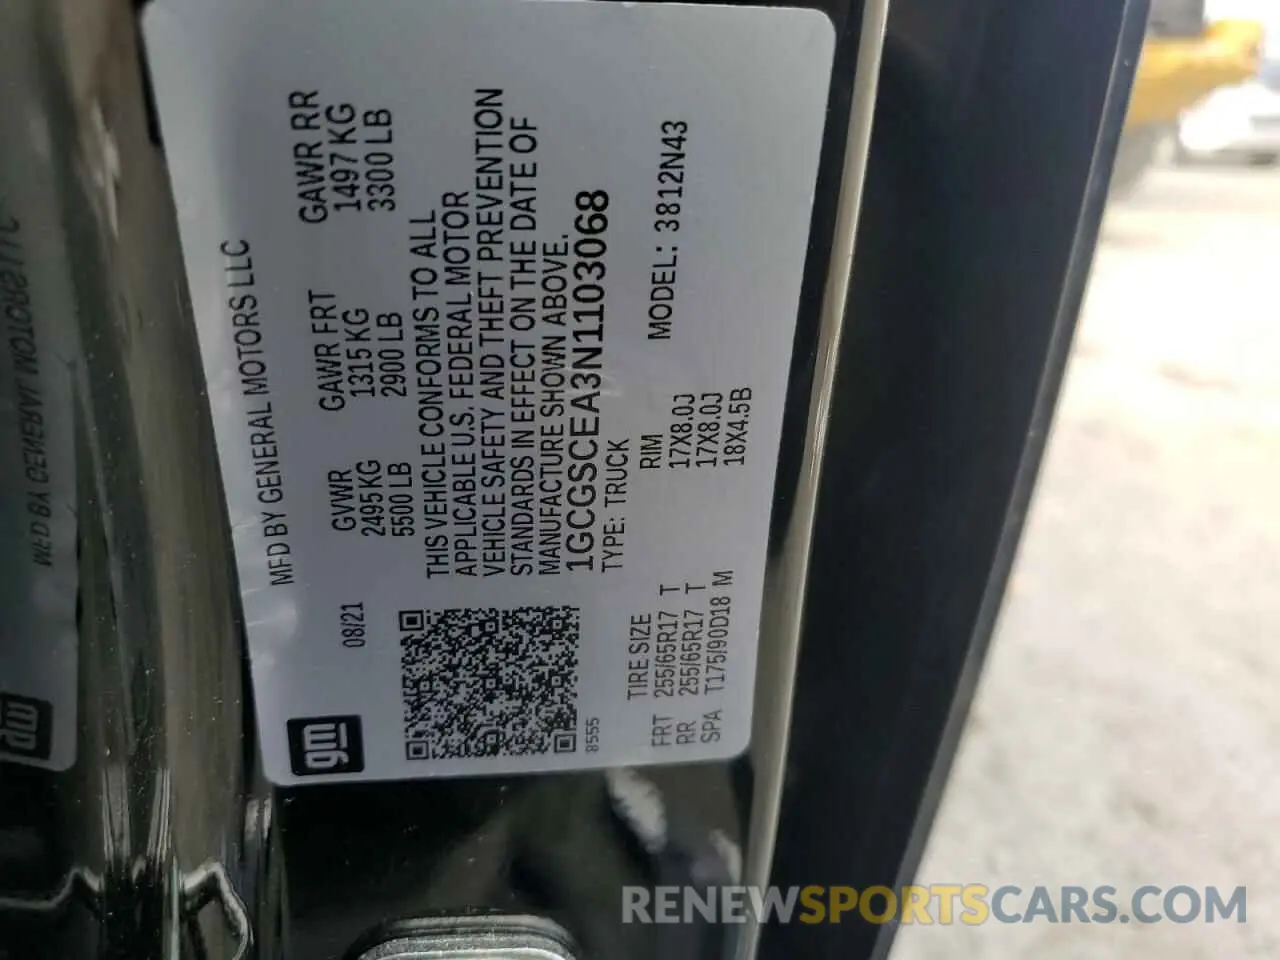 MFD BY GENERAL MOTORS LLC
08/21
GVWR GAWR FRT GAWR RR
2495 KG 1315 KG 1497 KG
5500 LB 2900 LB 3300 LB
THIS VEHICLE CONFORMS TO ALL
APPLICABLE U.S. FEDERAL MOTOR
VEHICLE SAFETY AND THEFT PREVENTION
STANDARDS IN EFFECT ON THE DATE OF
MANUFACTURE SHOWN ABOVE.
1GCGSCEA3N1103068
TYPE: TRUCK
MODEL: 3812N43
gm
8555
TIRE SIZE RIM
FRT 255/65R17 T 17X8.0J
RR 255/65R17 T 17X8.0J
SPA T175/90D18 M 18X4.5B
RENEWSPORTSCARS.COM